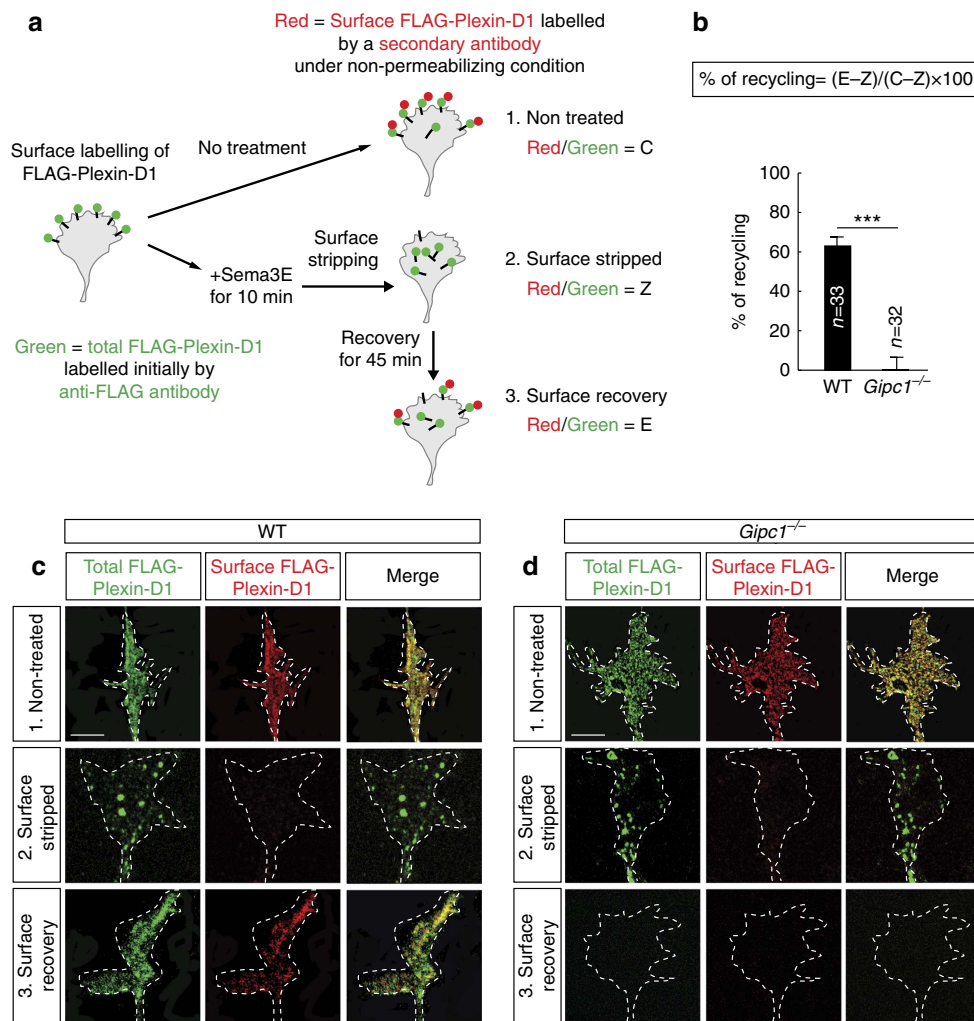 a
Red = Surface FLAG-Plexin-D1 labelled
by a secondary antibody
under non-permeabilizing condition
Surface labelling of
FLAG-Plexin-D1
No treatment
1. Non treated
Red/Green = C
+Sema3E
for 10 min
Surface
stripping
2. Surface stripped
Red/Green = Z
Green = total FLAG-Plexin-D1
labelled initially by
anti-FLAG antibody
Recovery
for 45 min
3. Surface recovery
Red/Green = E
b
% of recycling= (E–Z)/(C–Z)×100
% of recycling
100
80
60
40
20
0
***
n=33
n=32
WT
Gipc1–/–
c
WT
Total FLAG-
Plexin-D1
Surface FLAG-
Plexin-D1
Merge
1. Non-treated
2. Surface
stripped
3. Surface
recovery
d
Gipc1–/–
Total FLAG-
Plexin-D1
Surface FLAG-
Plexin-D1
Merge
1. Non-treated
2. Surface
stripped
3. Surface
recovery